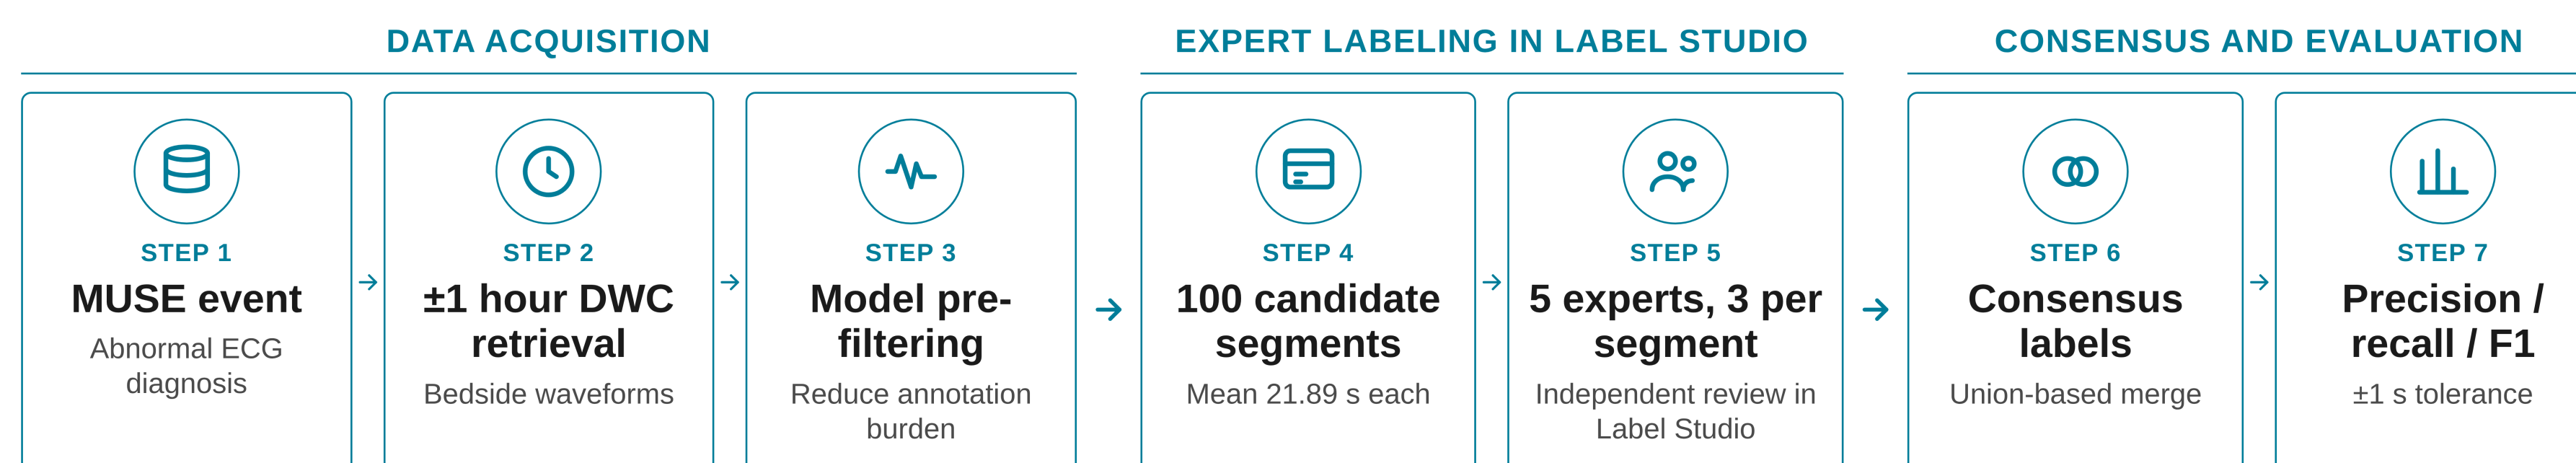 DATA ACQUISITION
STEP 1
MUSE event
Abnormal ECG
diagnosis
STEP 2
±1 hour DWC
retrieval
Bedside waveforms
STEP 3
Model pre-
filtering
Reduce annotation
burden
EXPERT LABELING IN LABEL STUDIO
STEP 4
100 candidate
segments
Mean 21.89 s each
STEP 5
5 experts, 3 per
segment
Independent review in
Label Studio
CONSENSUS AND EVALUATION
STEP 6
Consensus
labels
Union-based merge
STEP 7
Precision /
recall / F1
±1 s tolerance